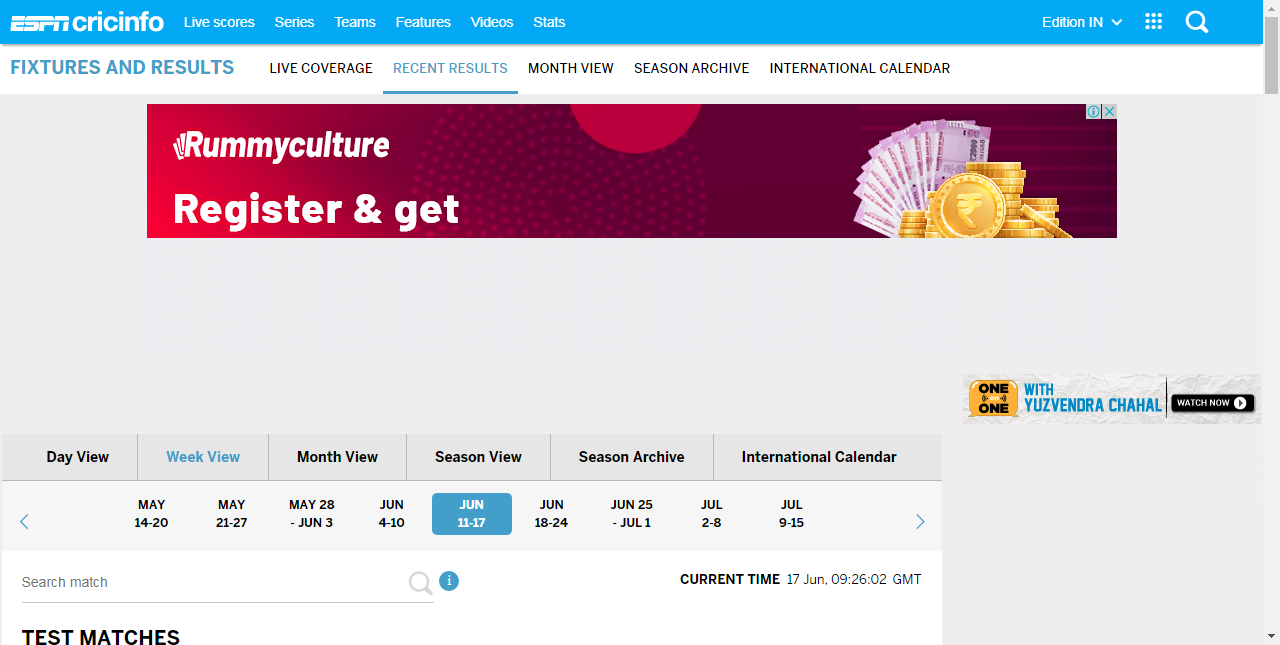 ESPN cricinfo Live scores Series Teams Features Videos Stats Edition IN
FIXTURES AND RESULTS LIVE COVERAGE RECENT RESULTS MONTH VIEW SEASON ARCHIVE INTERNATIONAL CALENDAR
Rummyculture
Register & get
ONE ON ONE WITH YUZVENDRA CHAHAL WATCH NOW
Day View Week View Month View Season View Season Archive International Calendar
MAY 14-20
MAY 21-27
MAY 28 - JUN 3
JUN 4-10
JUN 11-17
JUN 18-24
JUN 25 - JUL 1
JUL 2-8
JUL 9-15
Search match i CURRENT TIME 17 Jun, 09:26:02 GMT
TEST MATCHES